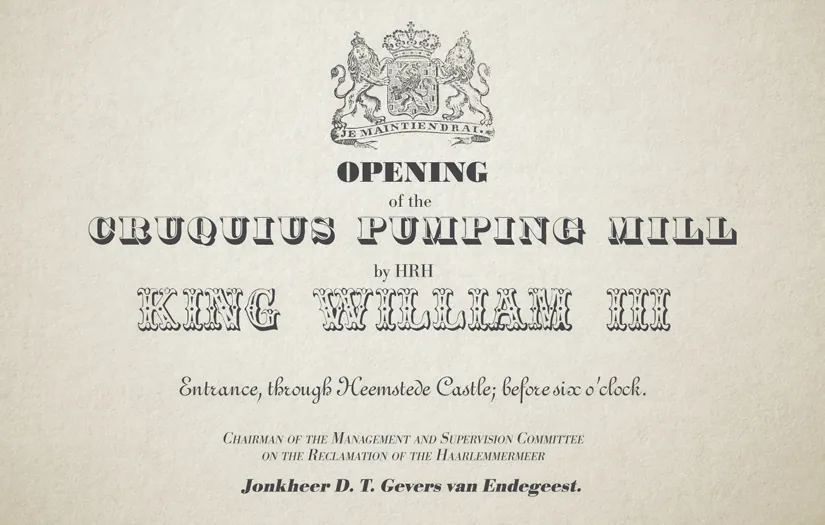 JE MAINTIENDRAI.
OPENING
of the
CRUQUIUS PUMPING MILL
by HRH
KING WILLIAM III
Entrance, through Heemstede Castle; before six o'clock.
CHAIRMAN OF THE MANAGEMENT AND SUPERVISION COMMITTEE
ON THE RECLAMATION OF THE HAARLEMMERMEER
Jonkheer D. T. Gevers van Endegeest.